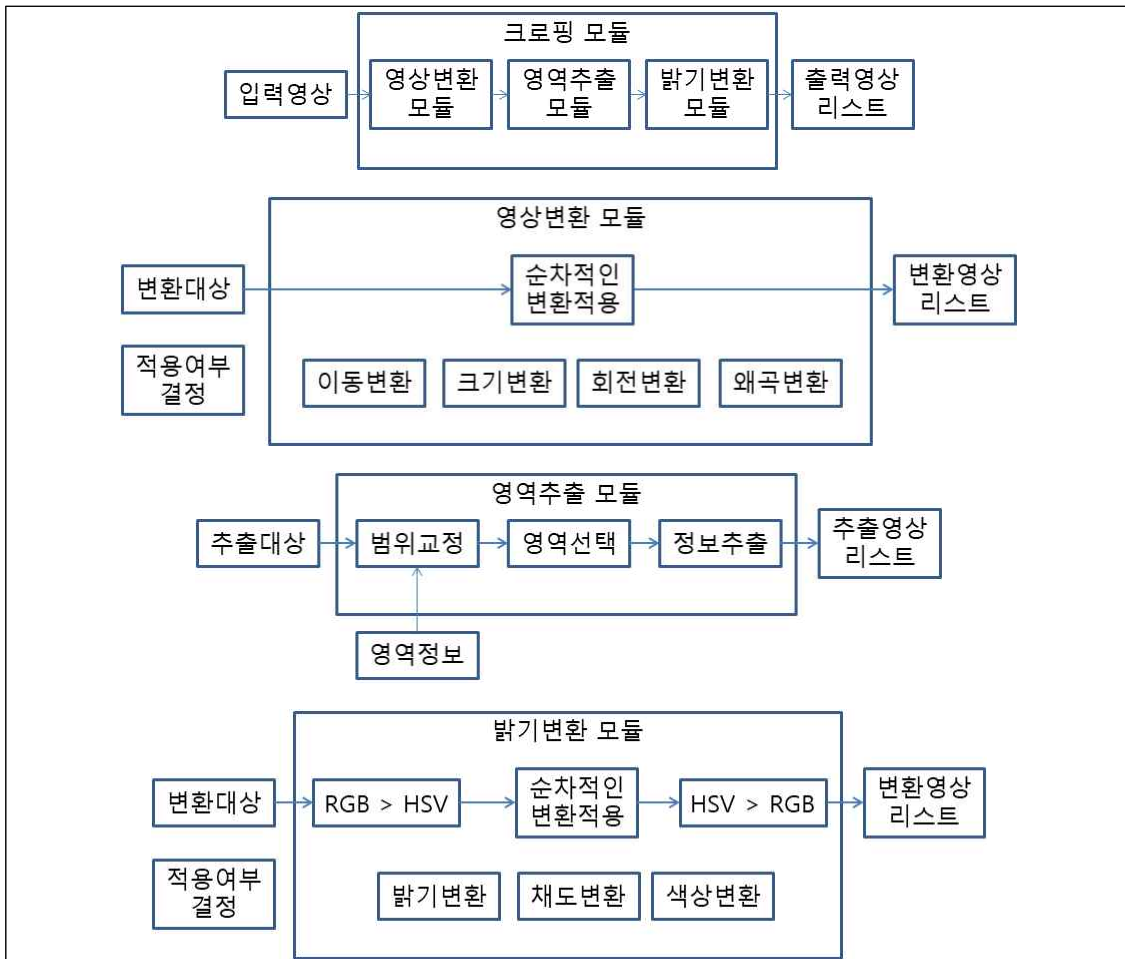 크로핑 모듈
입력영상
영상변환
모듈
영역추출
모듈
밝기변환
모듈
출력영상
리스트
영상변환 모듈
변환대상
순차적인
변환적용
변환영상
리스트
적용여부
결정
이동변환
크기변환
회전변환
왜곡변환
영역추출 모듈
추출대상
범위교정
영역선택
정보추출
추출영상
리스트
영역정보
밝기변환 모듈
변환대상
RGB > HSV
순차적인
변환적용
HSV > RGB
변환영상
리스트
적용여부
결정
밝기변환
채도변환
색상변환